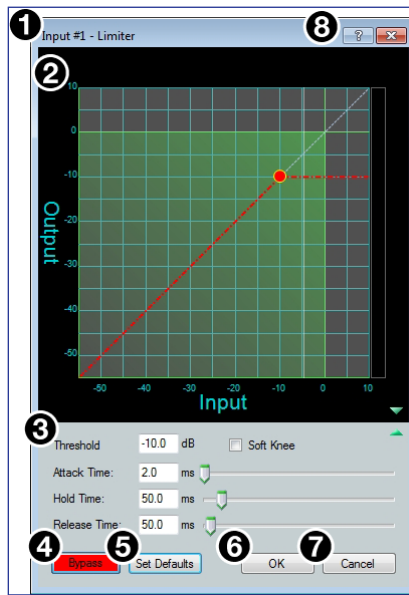 1 Input #1 - Limiter 8 ?
2
10
0
-10
-20
-30
-40
-50
Output
-50 -40 -30 -20 -10 0 10
Input
3
Threshold -10.0 dB Soft Knee
Attack Time: 2.0 ms
Hold Time: 50.0 ms
Release Time: 50.0 ms
4 5 6 7
Bypass Set Defaults OK Cancel